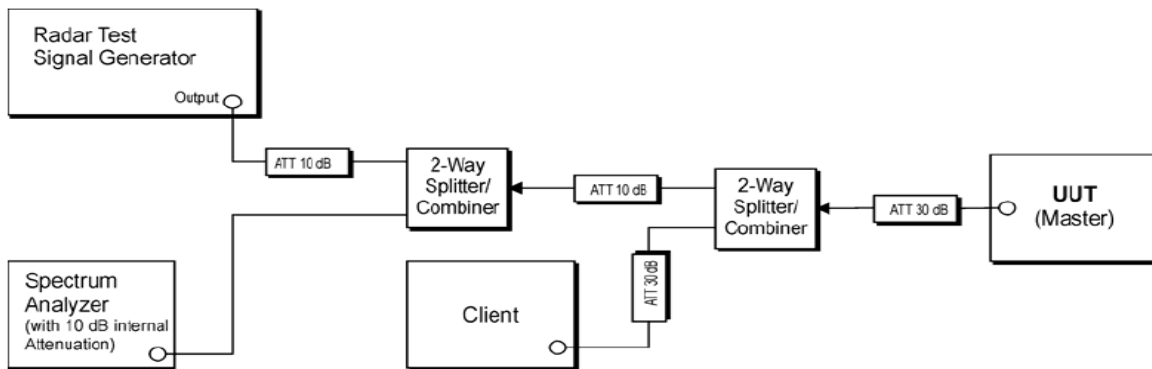 Radar Test
Signal Generator
Output
ATT 10 dB
2-Way
Splitter/
Combiner
ATT 10 dB
2-Way
Splitter/
Combiner
ATT 30 dB
UUT
(Master)
Spectrum
Analyzer
(with 10 dB internal
Attenuation)
Client
ATT 30 dB